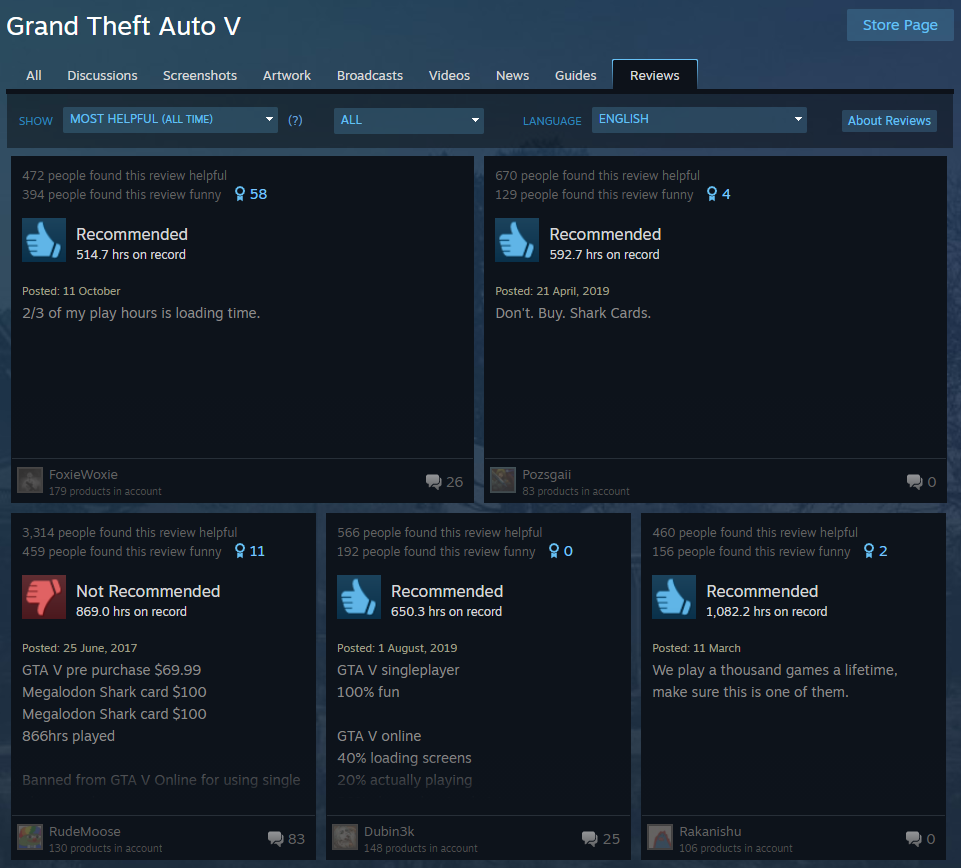 Grand Theft Auto V
Store Page
All Discussions Screenshots Artwork Broadcasts Videos News Guides Reviews
SHOW MOST HELPFUL (ALL TIME) (?) ALL LANGUAGE ENGLISH About Reviews
472 people found this review helpful
394 people found this review funny 58
Recommended
514.7 hrs on record
Posted: 11 October
2/3 of my play hours is loading time.
FoxieWoxie
179 products in account
26
670 people found this review helpful
129 people found this review funny 4
Recommended
592.7 hrs on record
Posted: 21 April, 2019
Don't. Buy. Shark Cards.
Pozsgaii
83 products in account
0
3,314 people found this review helpful
459 people found this review funny 11
Not Recommended
869.0 hrs on record
Posted: 25 June, 2017
GTA V pre purchase $69.99
Megalodon Shark card $100
Megalodon Shark card $100
866hrs played
Banned from GTA V Online for using single
RudeMoose
130 products in account
83
566 people found this review helpful
192 people found this review funny 0
Recommended
650.3 hrs on record
Posted: 1 August, 2019
GTA V singleplayer
100% fun
GTA V online
40% loading screens
20% actually playing
Dubin3k
148 products in account
25
460 people found this review helpful
156 people found this review funny 2
Recommended
1,082.2 hrs on record
Posted: 11 March
We play a thousand games a lifetime,
make sure this is one of them.
Rakanishu
106 products in account
0